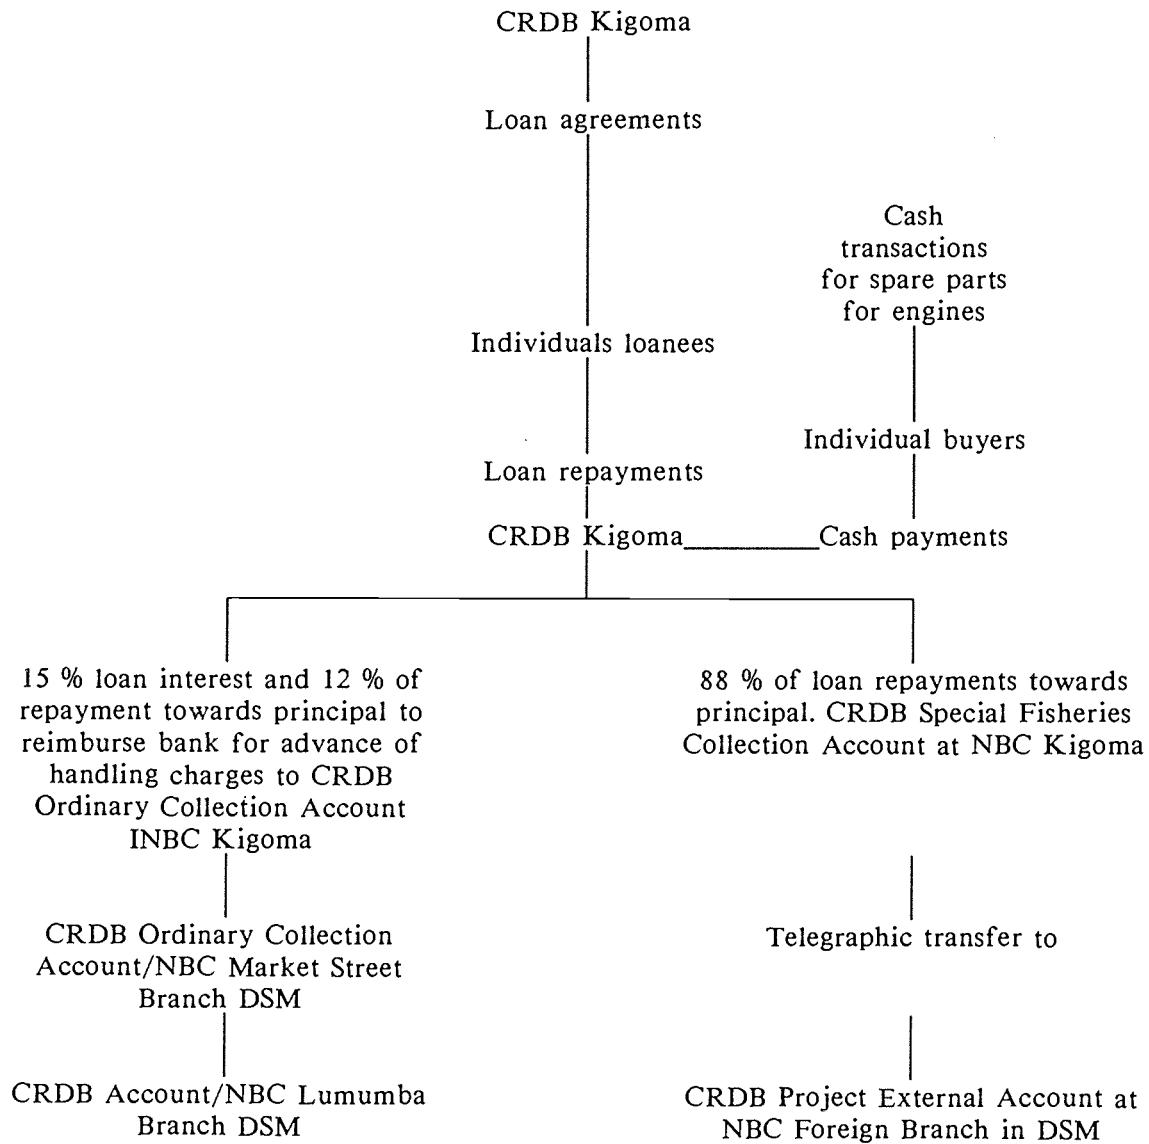 CRDB Kigoma
Loan agreements
Cash
transactions
for spare parts
for engines
Individuals loanees
Individual buyers
Loan repayments
CRDB Kigoma
Cash payments
15 % loan interest and 12 % of
repayment towards principal to
reimburse bank for advance of
handling charges to CRDB
Ordinary Collection Account
INBC Kigoma
88 % of loan repayments towards
principal. CRDB Special Fisheries
Collection Account at NBC Kigoma
CRDB Ordinary Collection
Account/NBC Market Street
Branch DSM
Telegraphic transfer to
CRDB Account/NBC Lumumba
Branch DSM
CRDB Project External Account at
NBC Foreign Branch in DSM